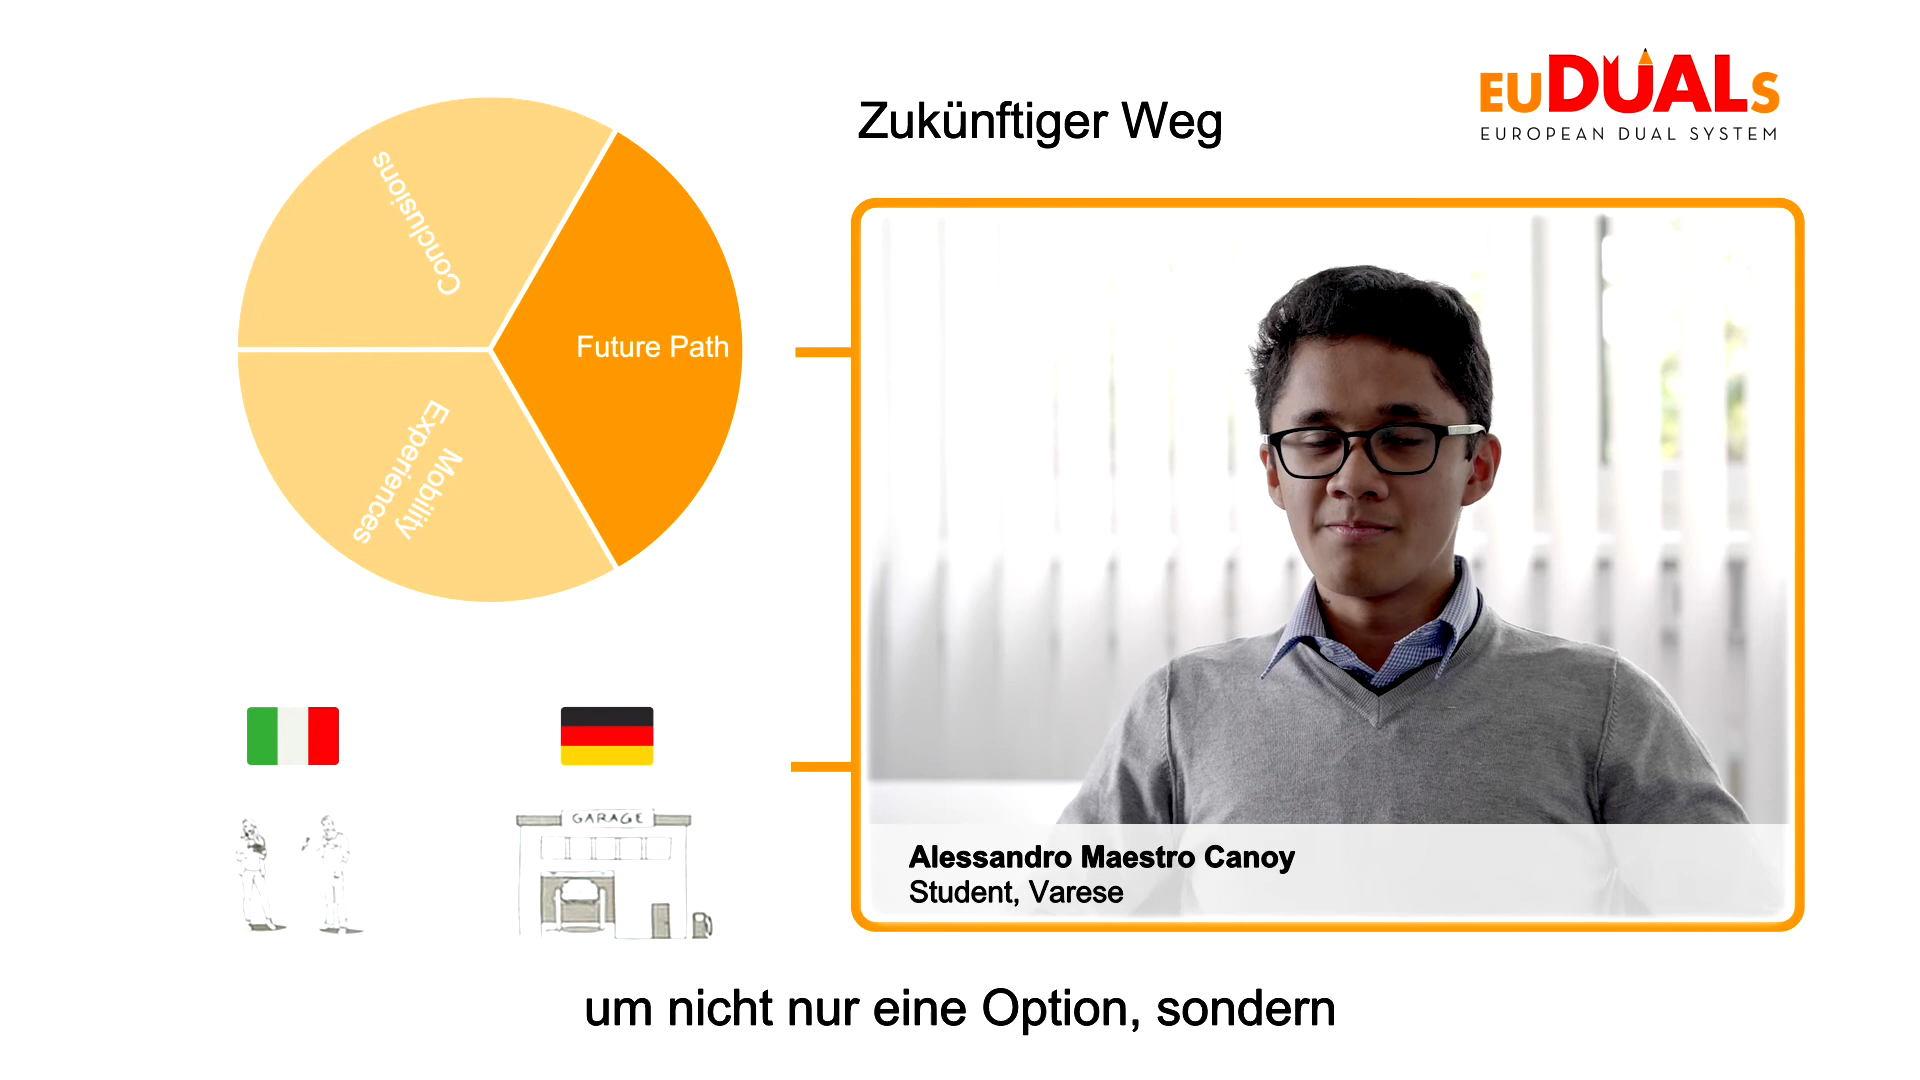 Zukünftiger Weg
EUDUALS
EUROPEAN DUAL SYSTEM
Conclusions
Future Path
Mobility
Experiences
GARAGE
Alessandro Maestro Canoy
Student, Varese
um nicht nur eine Option, sondern